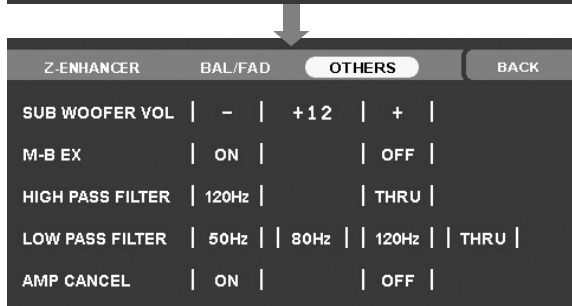 Z-ENHANCER BAL/FAD OTHERS BACK
SUB WOOFER VOL - +12 +
M-B EX ON OFF
HIGH PASS FILTER 120Hz THRU
LOW PASS FILTER 50Hz 80Hz 120Hz THRU
AMP CANCEL ON OFF